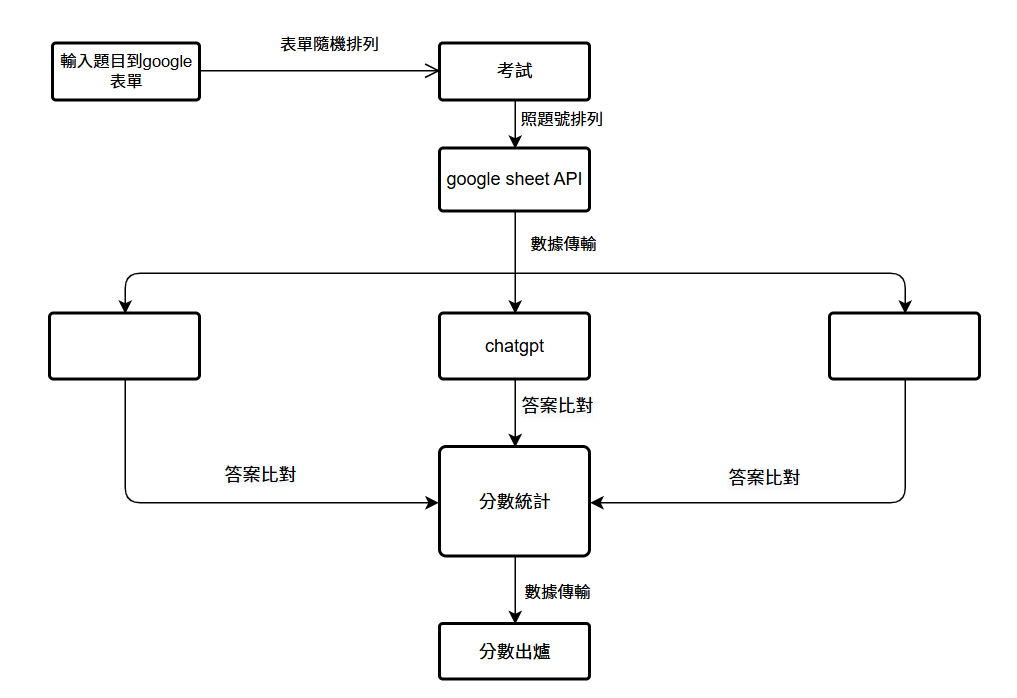 表單隨機排列
輸入題目到google
表單
考試
照題號排列
google sheet API
數據傳輸
chatgpt
答案比對
答案比對
答案比對
分數統計
數據傳輸
分數出爐